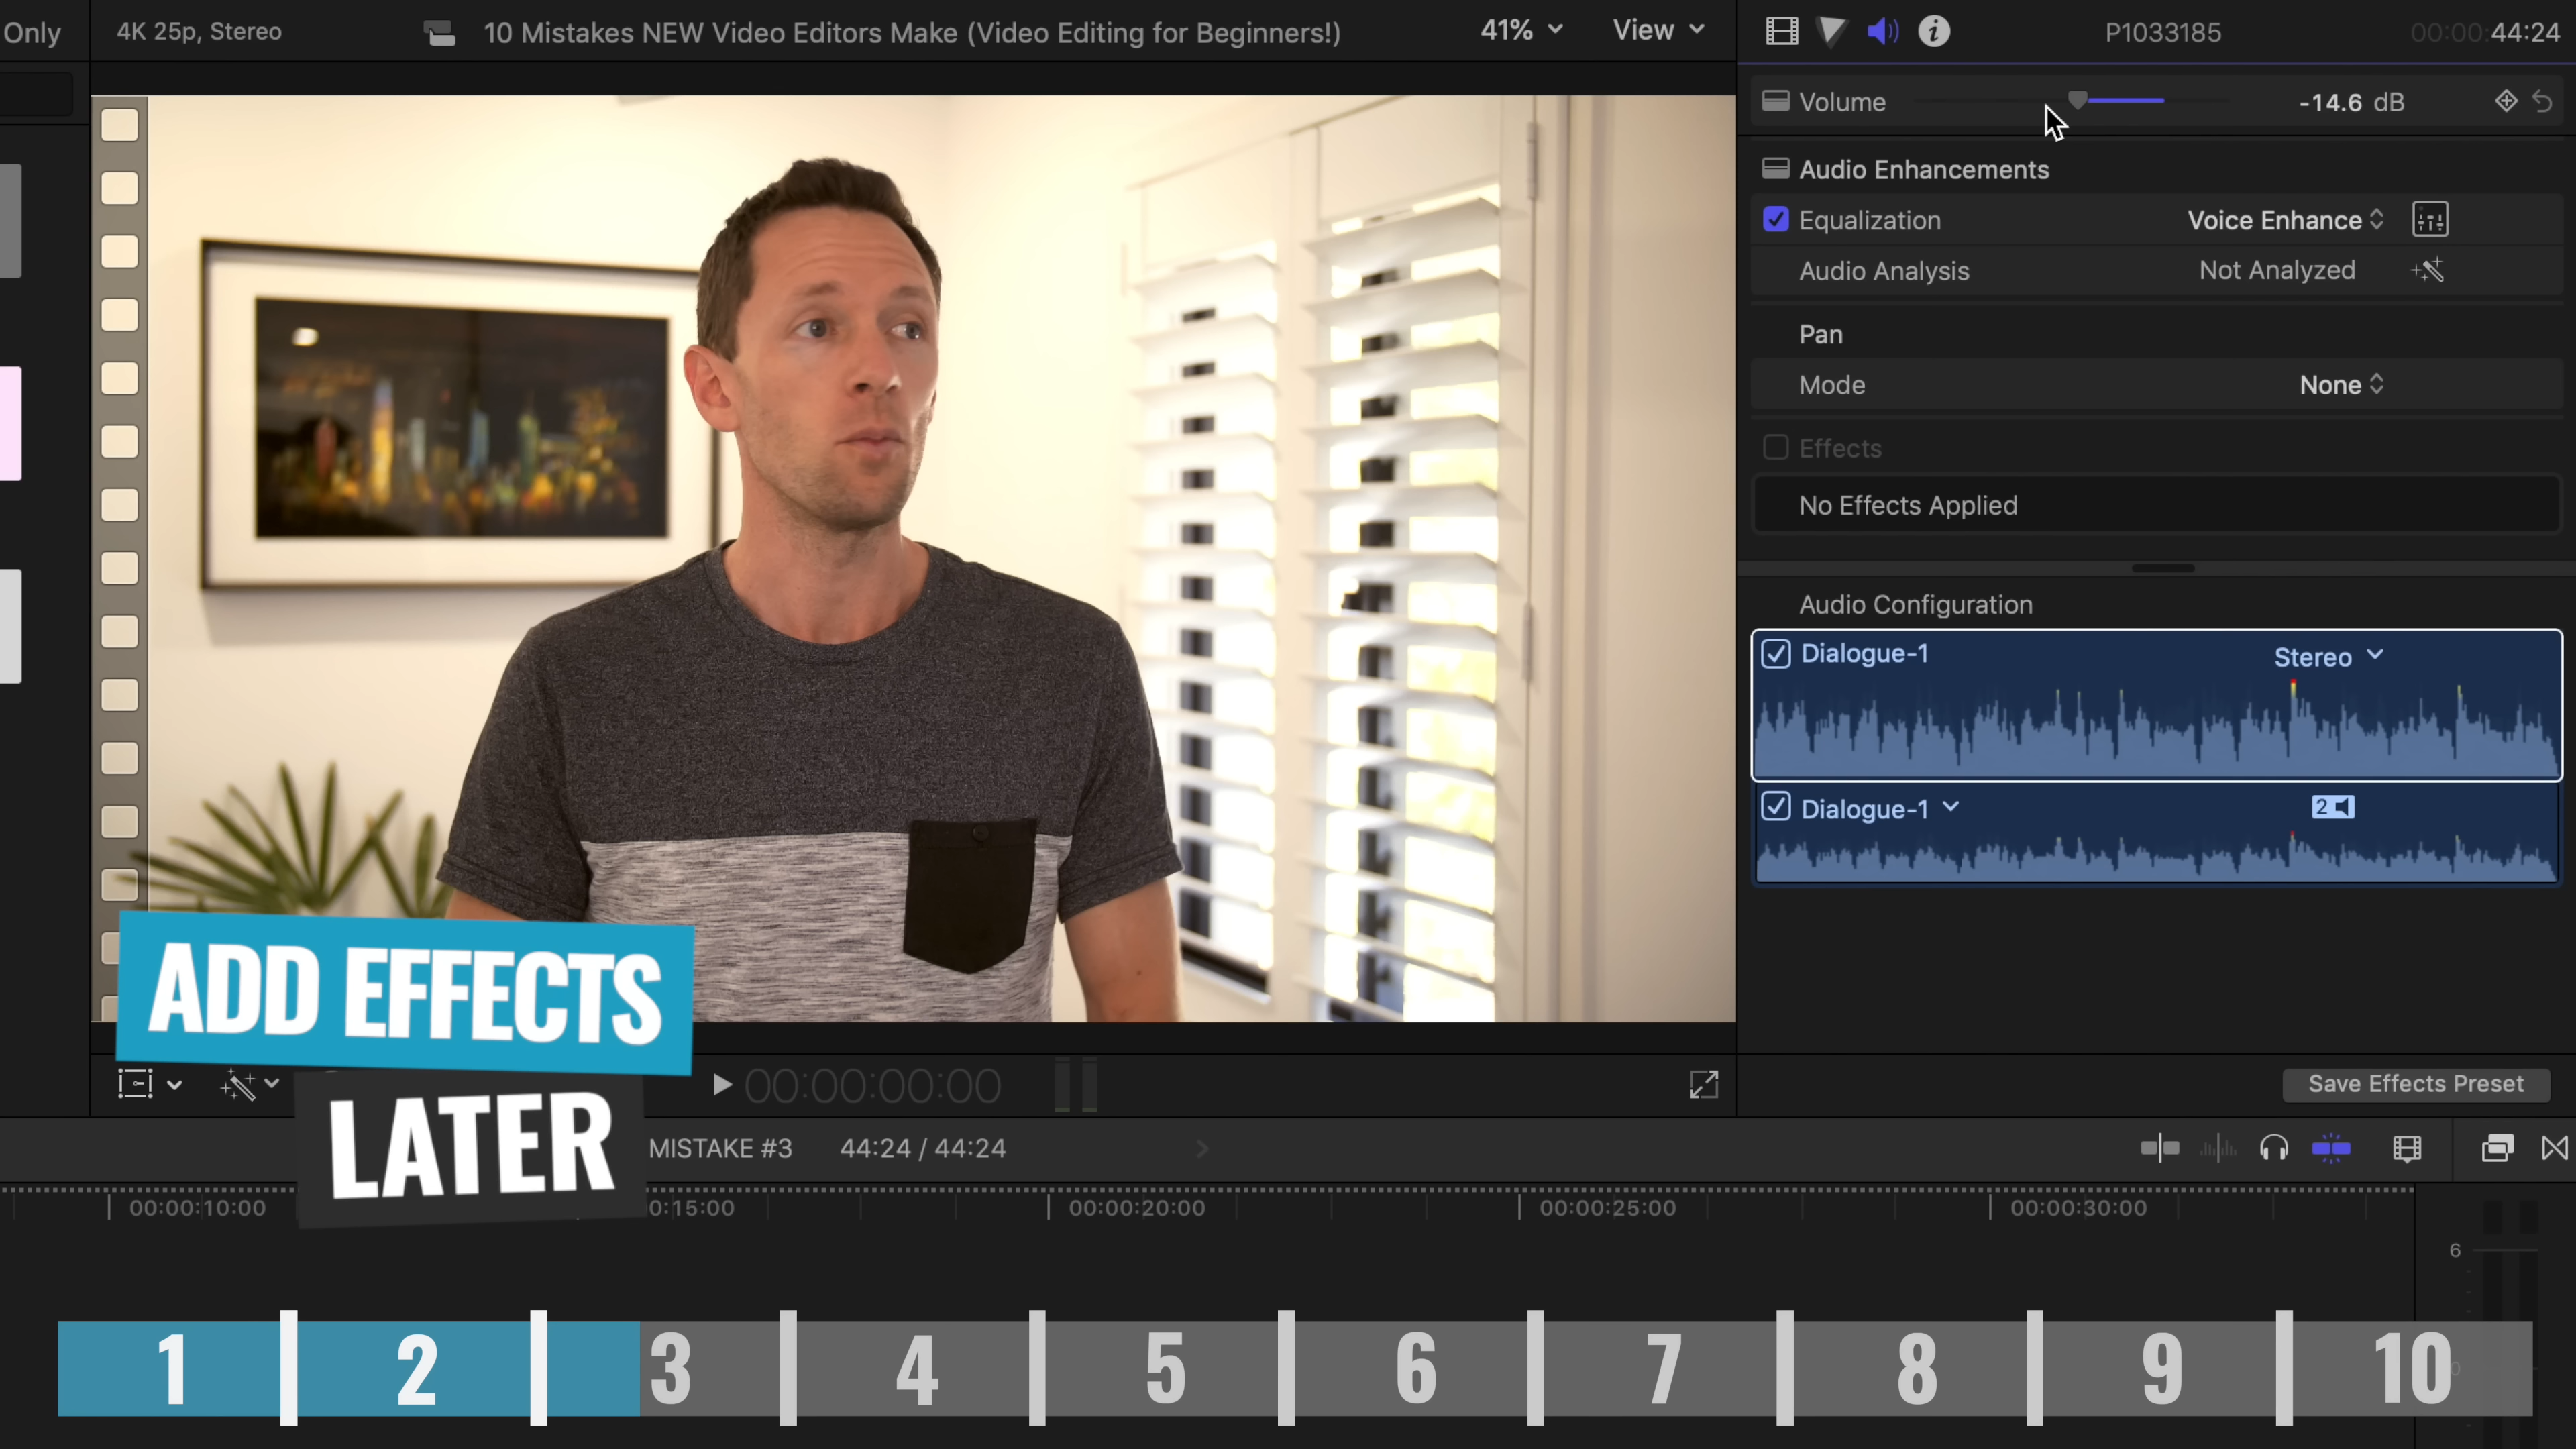 Only
4K 25p, Stereo
10 Mistakes NEW Video Editors Make (Video Editing for Beginners!)
41%
View
P1033185
00:00:44:24
Volume
-14.6 dB
Audio Enhancements
Equalization
Voice Enhance
Audio Analysis
Not Analyzed
Pan
Mode
None
Effects
No Effects Applied
Audio Configuration
Dialogue-1
Stereo
Dialogue-1
2
ADD EFFECTS
LATER
00:00:00:00
Save Effects Preset
MISTAKE #3
44:24 / 44:24
00:00:10:00
0:15:00
00:00:20:00
00:00:25:00
00:00:30:00
6
1
2
3
4
5
6
7
8
9
10